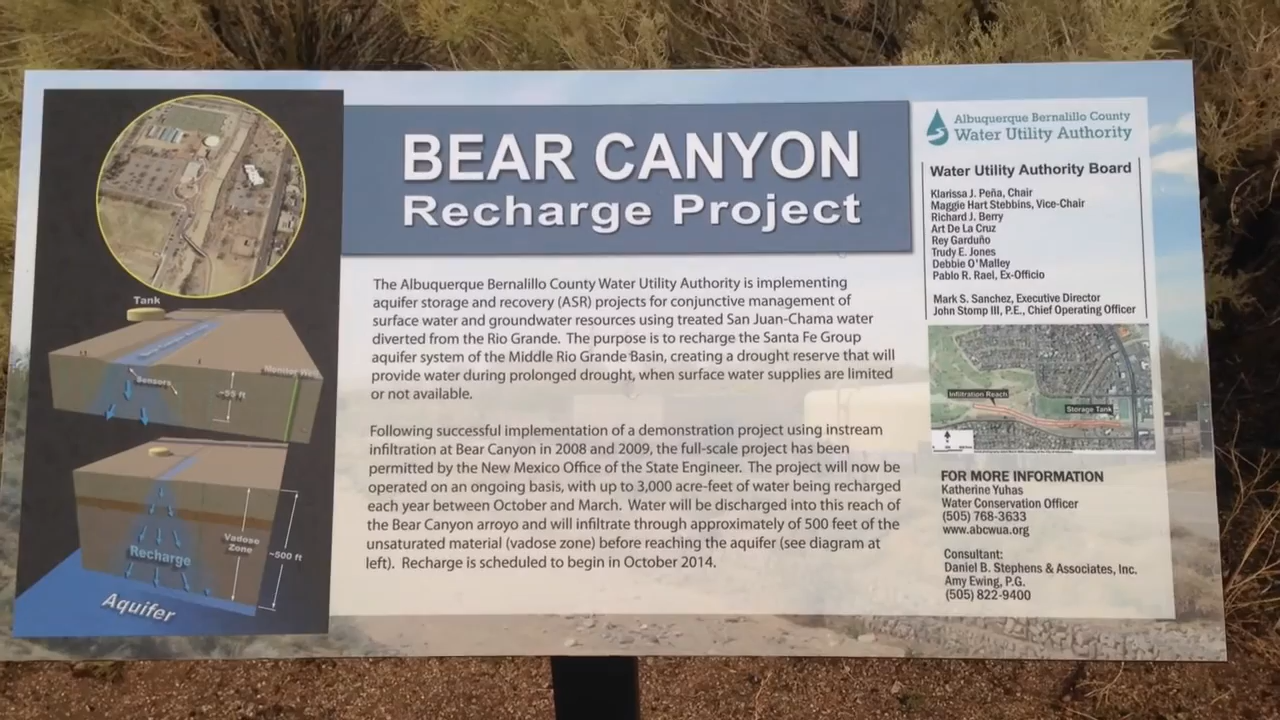 BEAR CANYON
Recharge Project
The Albuquerque Bernalillo County Water Utility Authority is implementing
aquifer storage and recovery (ASR) projects for conjunctive management of
surface water and groundwater resources using treated San Juan-Chama water
diverted from the Rio Grande. The purpose is to recharge the Santa Fe Group
aquifer system of the Middle Rio Grande Basin, creating a drought reserve that will
provide water during prolonged drought, when surface water supplies are limited
or not available.
Following successful implementation of a demonstration project using instream
infiltration at Bear Canyon in 2008 and 2009, the full-scale project has been
permitted by the New Mexico Office of the State Engineer. The project will now be
operated on an ongoing basis, with up to 3,000 acre-feet of water being recharged
each year between October and March. Water will be discharged into this reach of
the Bear Canyon arroyo and will infiltrate through approximately of 500 feet of the
unsaturated material (vadose zone) before reaching the aquifer (see diagram at
left). Recharge is scheduled to begin in October 2014.
Tank
Sensors
Monitor Well
~55 ft
Recharge
Vadose
Zone
~500 ft
Aquifer
Albuquerque Bernalillo County
Water Utility Authority
Water Utility Authority Board
Klarissa J. Peña, Chair
Maggie Hart Stebbins, Vice-Chair
Richard J. Berry
Art De La Cruz
Rey Garduño
Trudy E. Jones
Debbie O'Malley
Pablo R. Rael, Ex-Officio
Mark S. Sanchez, Executive Director
John Stomp III, P.E., Chief Operating Officer
Infiltration Reach
Storage Tank
FOR MORE INFORMATION
Katherine Yuhas
Water Conservation Officer
(505) 768-3633
www.abcwua.org
Consultant:
Daniel B. Stephens & Associates, Inc.
Amy Ewing, P.G.
(505) 822-9400